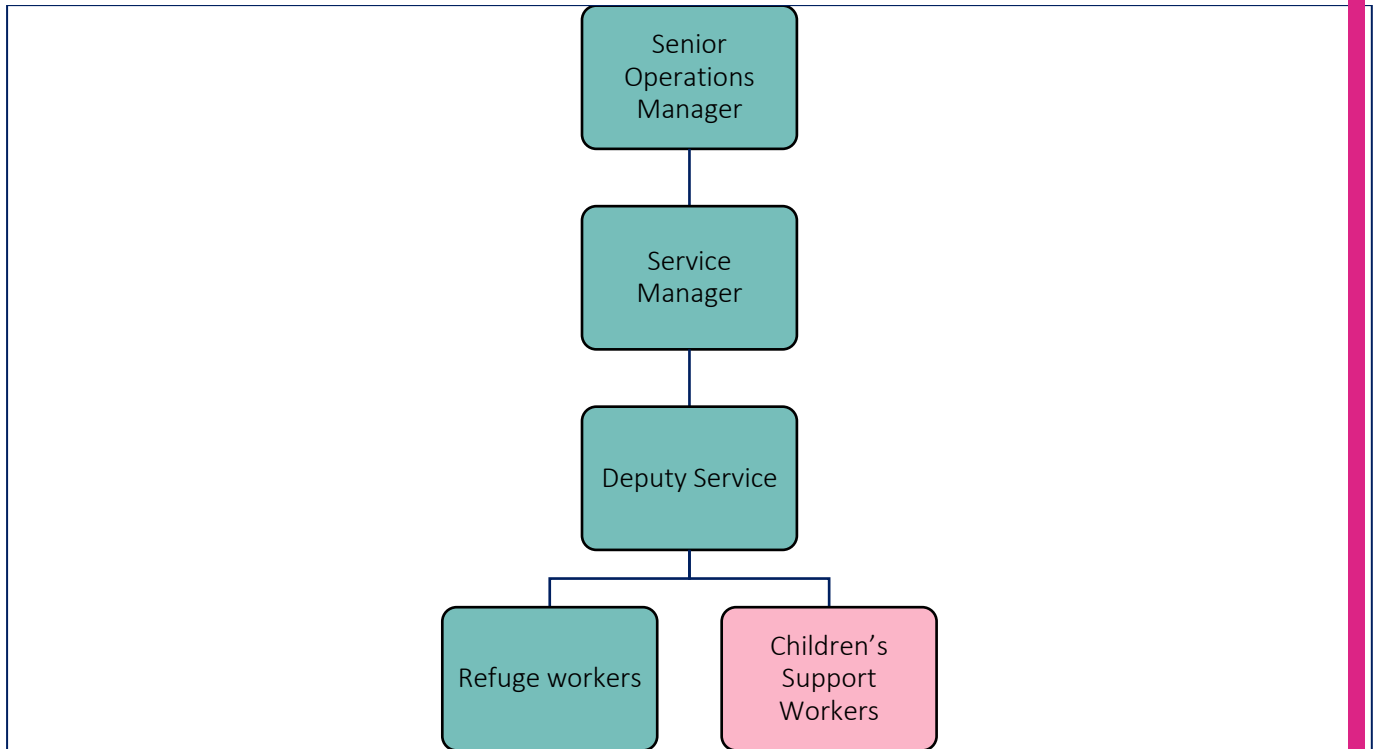 Senior
Operations
Manager
Service
Manager
Deputy Service
Refuge workers
Children’s
Support
Workers